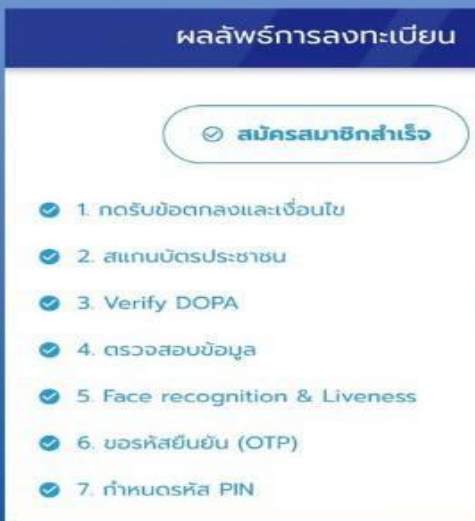 ผลลัพธ์การลงทะเบียน
สมัครสมาชิกสำเร็จ
1. กดรับข้อตกลงและเงื่อนไข
2. สแกนบัตรประชาชน
3. Verify DOPA
4. ตรวจสอบข้อมูล
5. Face recognition & Liveness
6. ขอรหัสยืนยัน (OTP)
7. กำหนดรหัส PIN